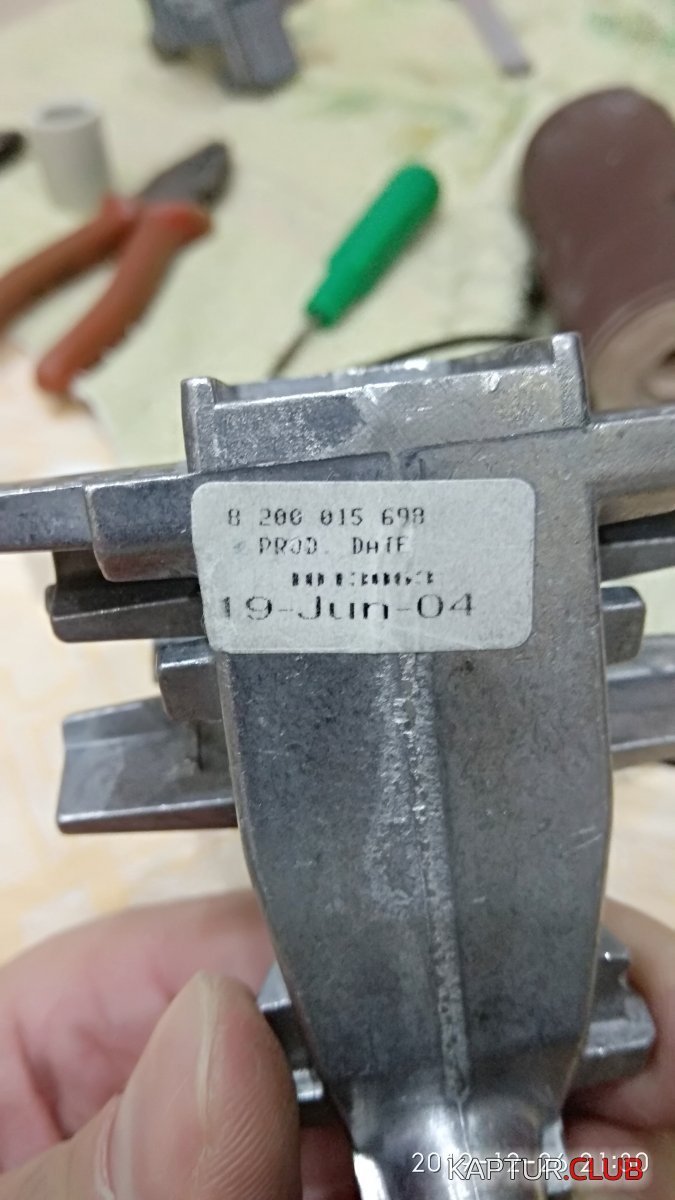 8 200 015 698
PROD. DATE
19-Jun-04
KAPTUR.CLUB